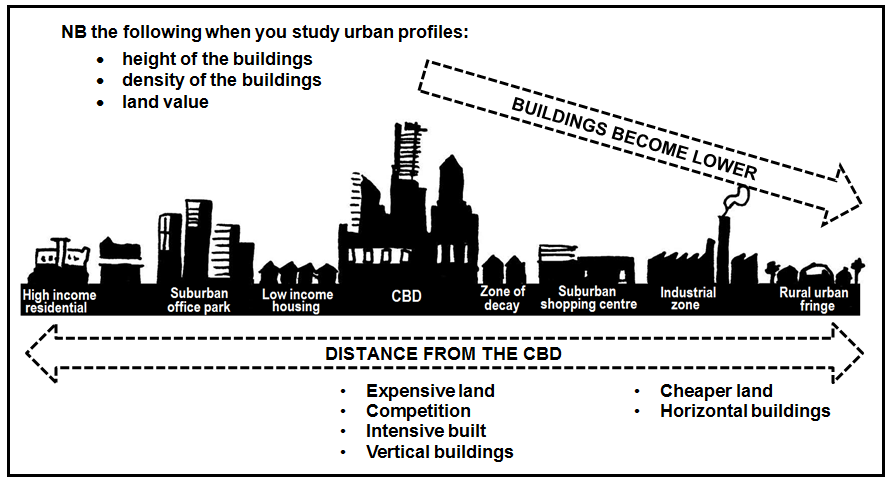 NB the following when you study urban profiles:
• height of the buildings
• density of the buildings
• land value
BUILDINGS BECOME LOWER
High income
residential
Suburban
office park
Low income
housing
CBD
Zone of
decay
Suburban
shopping centre
Industrial
zone
Rural urban
fringe
DISTANCE FROM THE CBD
• Expensive land
• Competition
• Intensive built
• Vertical buildings
• Cheaper land
• Horizontal buildings